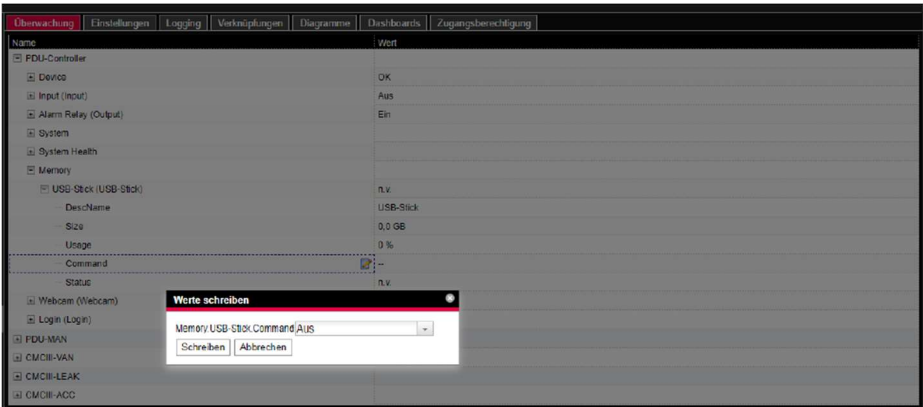 Überwachung Einstellungen Logging Verknüpfungen Diagramme Dashboards Zugangsberechtigung
Name Wert
PDU-Controller
Device OK
Input (Input) Aus
Alarm Relay (Output) Ein
System
System Health
Memory
USB-Stick (USB-Stick) n.v.
DescName USB-Stick
Size 0,0 GB
Usage 0 %
Command --
Status n.v.
Webcam (Webcam)
Login (Login)
PDU-MAN
CMCIII-VAN
CMCIII-LEAK
CMCIII-ACC
Werte schreiben
Memory.USB-Stick.Command Aus
Schreiben Abbrechen